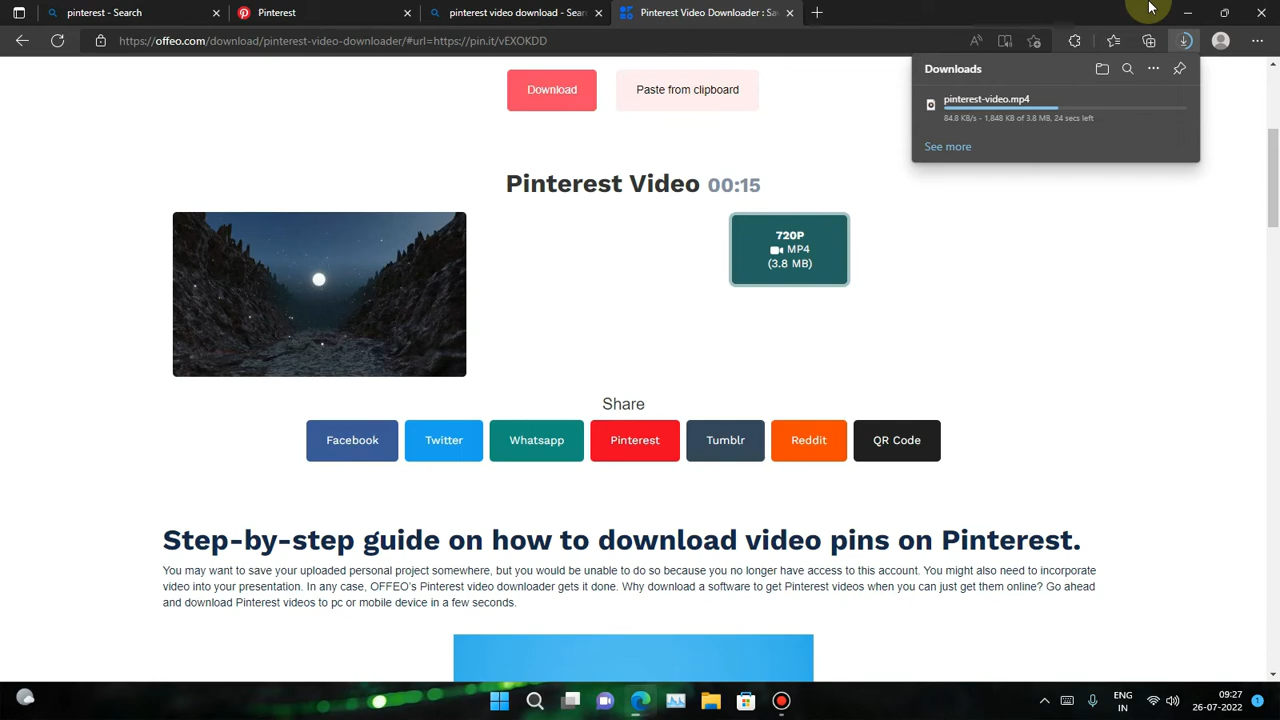 pinterest - Search
Pinterest
pinterest video download - Sear
Pinterest Video Downloader : Sav
https://offeo.com/download/pinterest-video-downloader/#url=https://pin.it/vEXOKDD
Downloads
pinterest-video.mp4
84.8 KB/s - 1,848 KB of 3.8 MB, 24 secs left
See more
Download
Paste from clipboard
Pinterest Video 00:15
720P
MP4
(3.8 MB)
Share
Facebook
Twitter
Whatsapp
Pinterest
Tumblr
Reddit
QR Code
Step-by-step guide on how to download video pins on Pinterest.
You may want to save your uploaded personal project somewhere, but you would be unable to do so because you no longer have access to this account. You might also need to incorporate
video into your presentation. In any case, OFFEO's Pinterest video downloader gets it done. Why download a software to get Pinterest videos when you can just get them online? Go ahead
and download Pinterest videos to pc or mobile device in a few seconds.
ENG
IN
09:27
26-07-2022
1